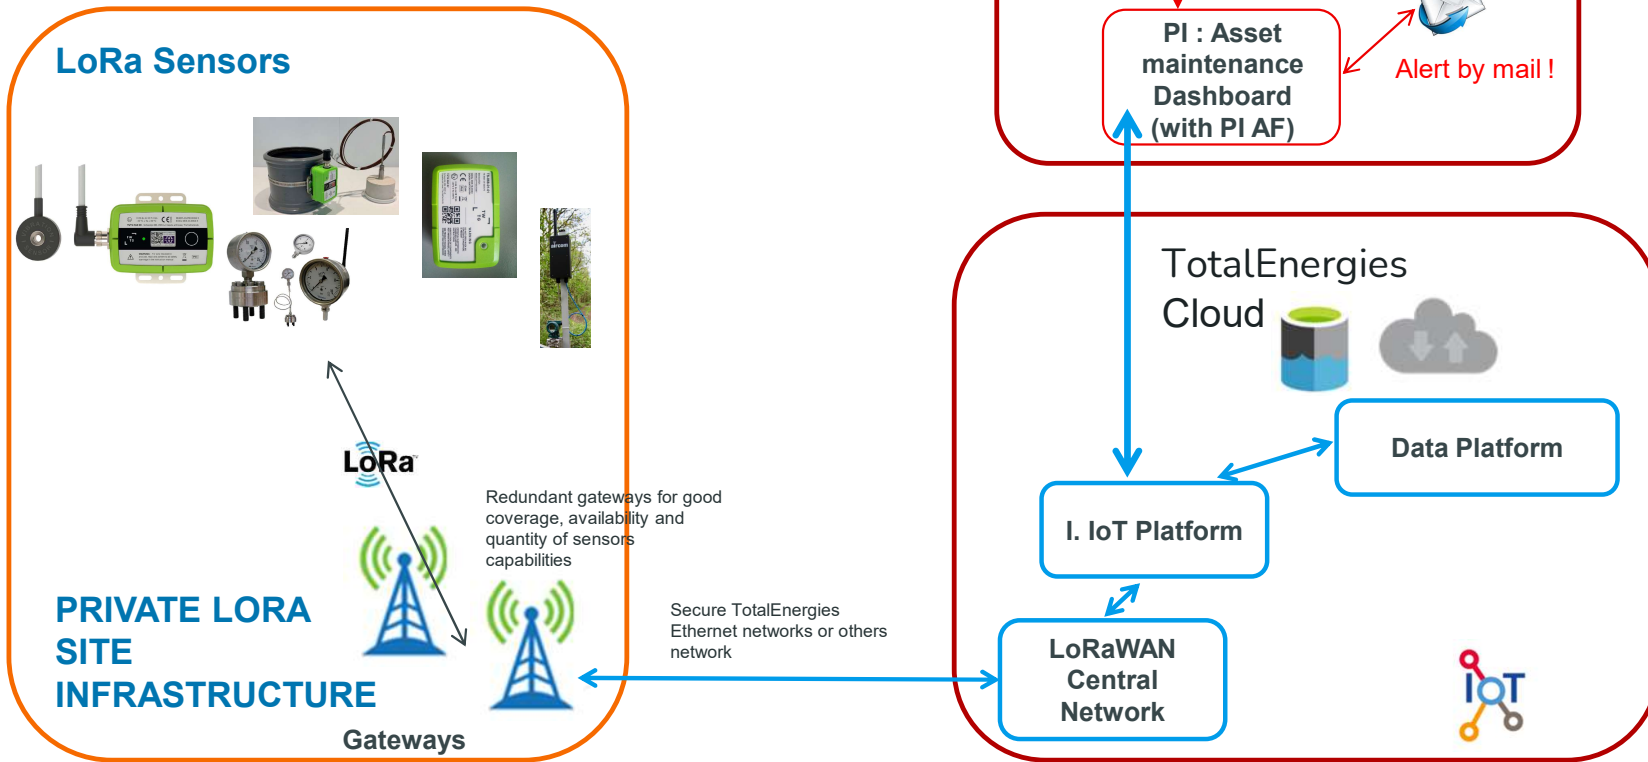 LoRa Sensors
PI : Asset
maintenance
Dashboard
(with PI AF)
Alert by mail !
TotalEnergies
Cloud
Data Platform
I. IoT Platform
LoRaWAN
Central
Network
IoT
LoRa
Redundant gateways for good
coverage, availability and
quantity of sensors
capabilities
Secure TotalEnergies
Ethernet networks or others
network
PRIVATE LORA
SITE
INFRASTRUCTURE
Gateways